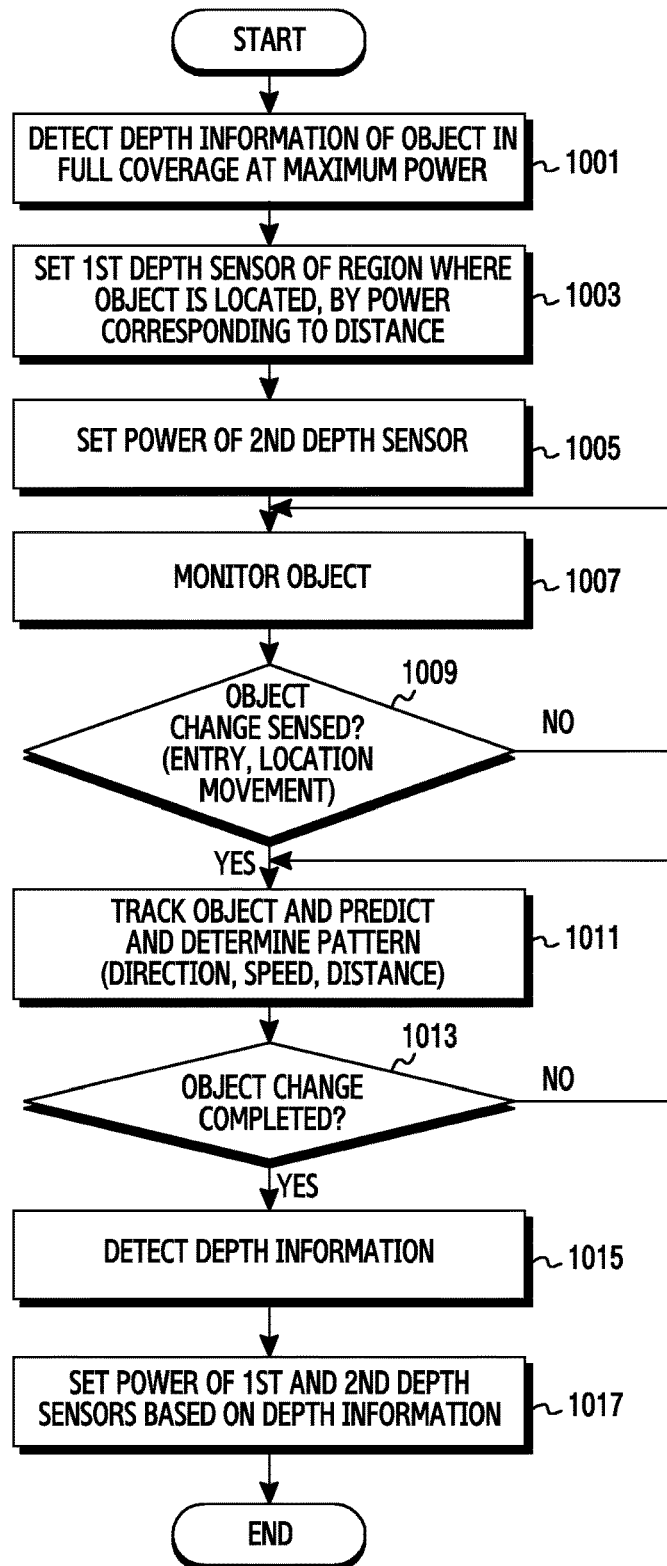 START
DETECT DEPTH INFORMATION OF OBJECT IN
FULL COVERAGE AT MAXIMUM POWER
1001
SET 1ST DEPTH SENSOR OF REGION WHERE
OBJECT IS LOCATED, BY POWER
CORRESPONDING TO DISTANCE
1003
SET POWER OF 2ND DEPTH SENSOR
1005
MONITOR OBJECT
1007
1009
OBJECT
CHANGE SENSED?
(ENTRY, LOCATION
MOVEMENT)
NO
YES
TRACK OBJECT AND PREDICT
AND DETERMINE PATTERN
(DIRECTION, SPEED, DISTANCE)
1011
1013
OBJECT CHANGE
COMPLETED?
NO
YES
DETECT DEPTH INFORMATION
1015
SET POWER OF 1ST AND 2ND DEPTH
SENSORS BASED ON DEPTH INFORMATION
1017
END